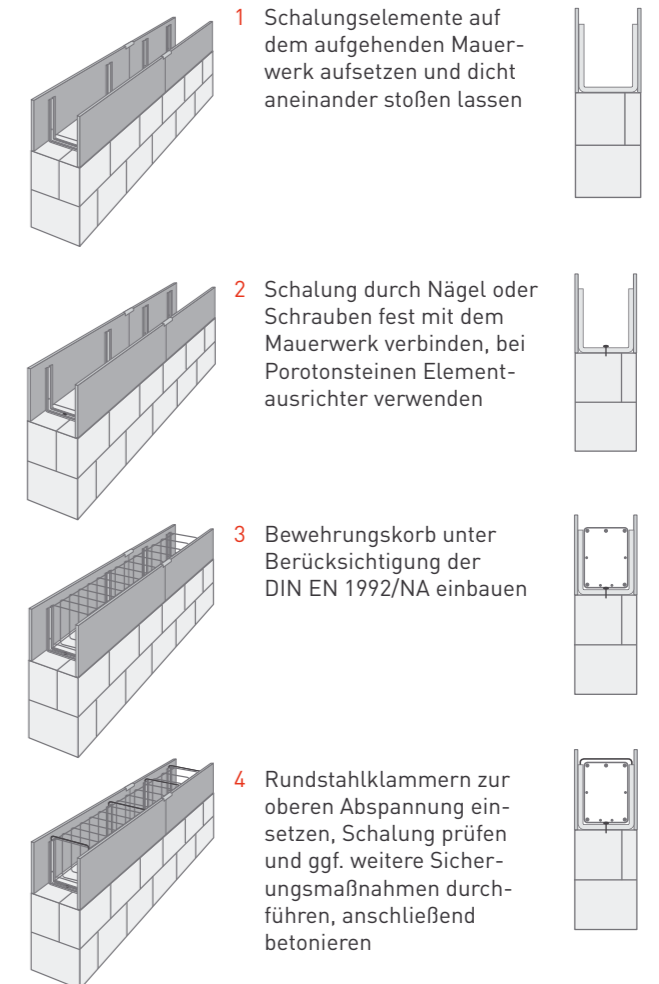 1 Schalungselemente auf
dem aufgehenden Mauer-
werk aufsetzen und dicht
aneinander stoßen lassen
2 Schalung durch Nägel oder
Schrauben fest mit dem
Mauerwerk verbinden, bei
Porotonsteinen Element-
ausrichter verwenden
3 Bewehrungskorb unter
Berücksichtigung der
DIN EN 1992/NA einbauen
4 Rundstahlklammern zur
oberen Abspannung ein-
setzen, Schalung prüfen
und ggf. weitere Sicher-
ungsmaßnahmen durch-
führen, anschließend
betonieren